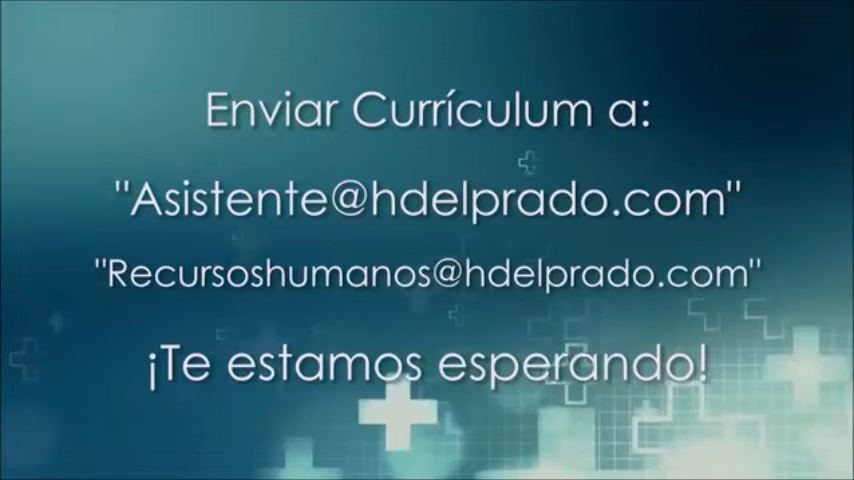 Enviar Currículum a:
"Asistente@hdelprado.com"
"Recursoshumanos@hdelprado.com"
¡Te estamos esperando!